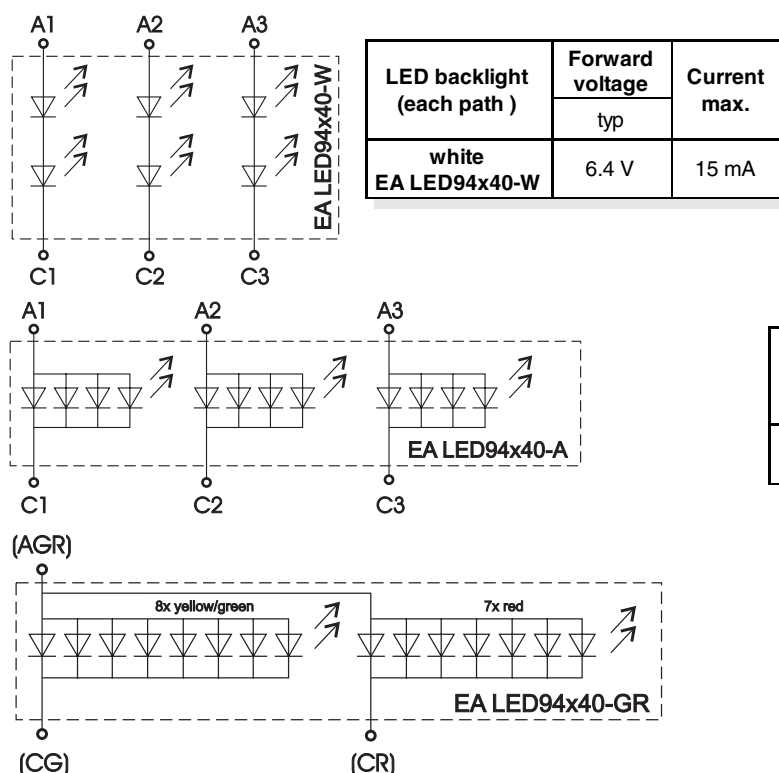 A1 A2 A3
EA LED94x40-W
C1 C2 C3
LED backlight (each path ) Forward voltage Current max.
typ
white EA LED94x40-W 6.4 V 15 mA
A1 A2 A3
EA LED94x40-A
C1 C2 C3
(AGR)
8x yellow/green 7x red
EA LED94x40-GR
(CG) (CR)